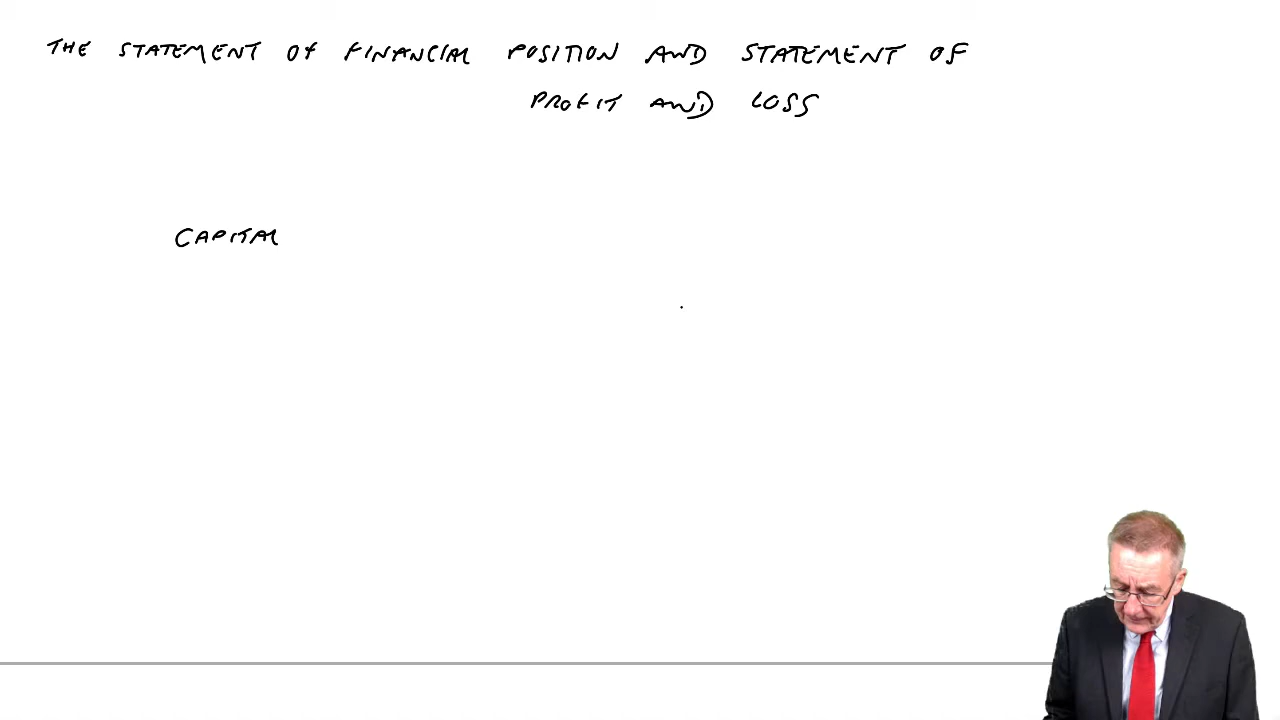 THE STATEMENT OF FINANCIAL POSITION AND STATEMENT OF
PROFIT AND LOSS
CAPITAL